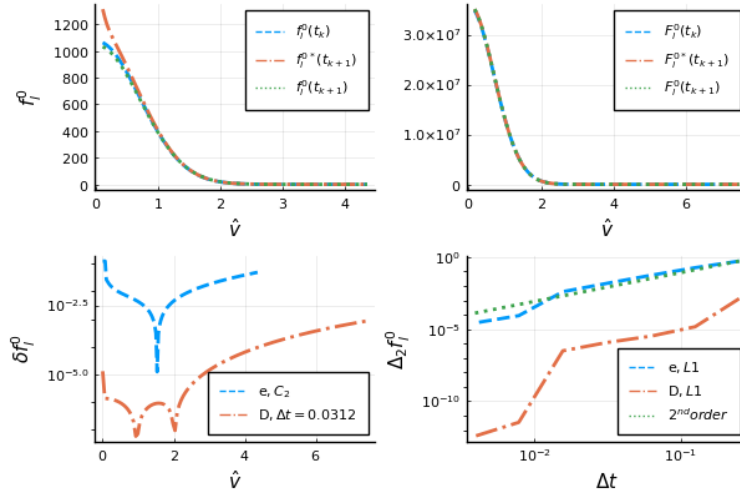 1200
1000
800
600
400
200
0
0
1
2
3
4
f_l^0
v̂
f_l^0(t_k)
f_l^{0*}(t_{k+1})
f_l^0(t_{k+1})
3.0×10^7
2.0×10^7
1.0×10^7
0
0
2
4
6
v̂
F_l^0(t_k)
F_l^{0*}(t_{k+1})
F_l^0(t_{k+1})
10^{-2.5}
10^{-5.0}
0
2
4
6
δf_l^0
v̂
e, C_2
D, Δt = 0.0312
10^0
10^{-5}
10^{-10}
10^{-2}
10^{-1}
Δ_2 f_l^0
Δt
e, L1
D, L1
2^{nd} order